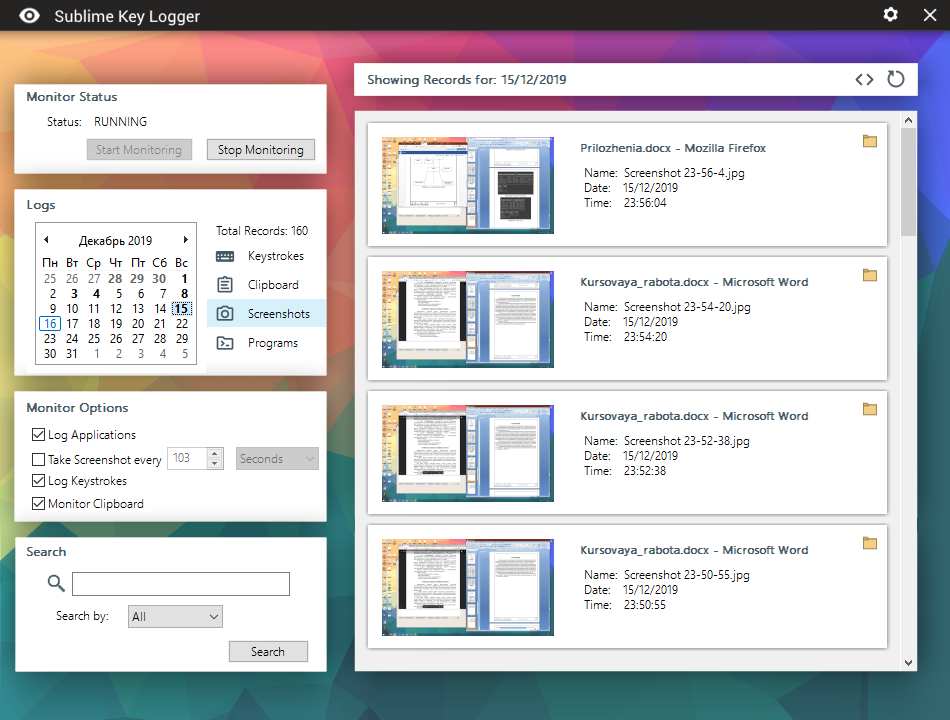 Sublime Key Logger
Monitor Status
Status: RUNNING
Start Monitoring
Stop Monitoring
Logs
Декабрь 2019
Пн Вт Ср Чт Пт Сб Вс
25 26 27 28 29 30 1
2 3 4 5 6 7 8
9 10 11 12 13 14 15
16 17 18 19 20 21 22
23 24 25 26 27 28 29
30 31 1 2 3 4 5
Total Records: 160
Keystrokes
Clipboard
Screenshots
Programs
Monitor Options
Log Applications
Take Screenshot every 103 Seconds
Log Keystrokes
Monitor Clipboard
Search
Search by: All
Search
Showing Records for: 15/12/2019
Prilozhenia.docx - Mozilla Firefox
Name: Screenshot 23-56-4.jpg
Date: 15/12/2019
Time: 23:56:04
Kursovaya_rabota.docx - Microsoft Word
Name: Screenshot 23-54-20.jpg
Date: 15/12/2019
Time: 23:54:20
Kursovaya_rabota.docx - Microsoft Word
Name: Screenshot 23-52-38.jpg
Date: 15/12/2019
Time: 23:52:38
Kursovaya_rabota.docx - Microsoft Word
Name: Screenshot 23-50-55.jpg
Date: 15/12/2019
Time: 23:50:55